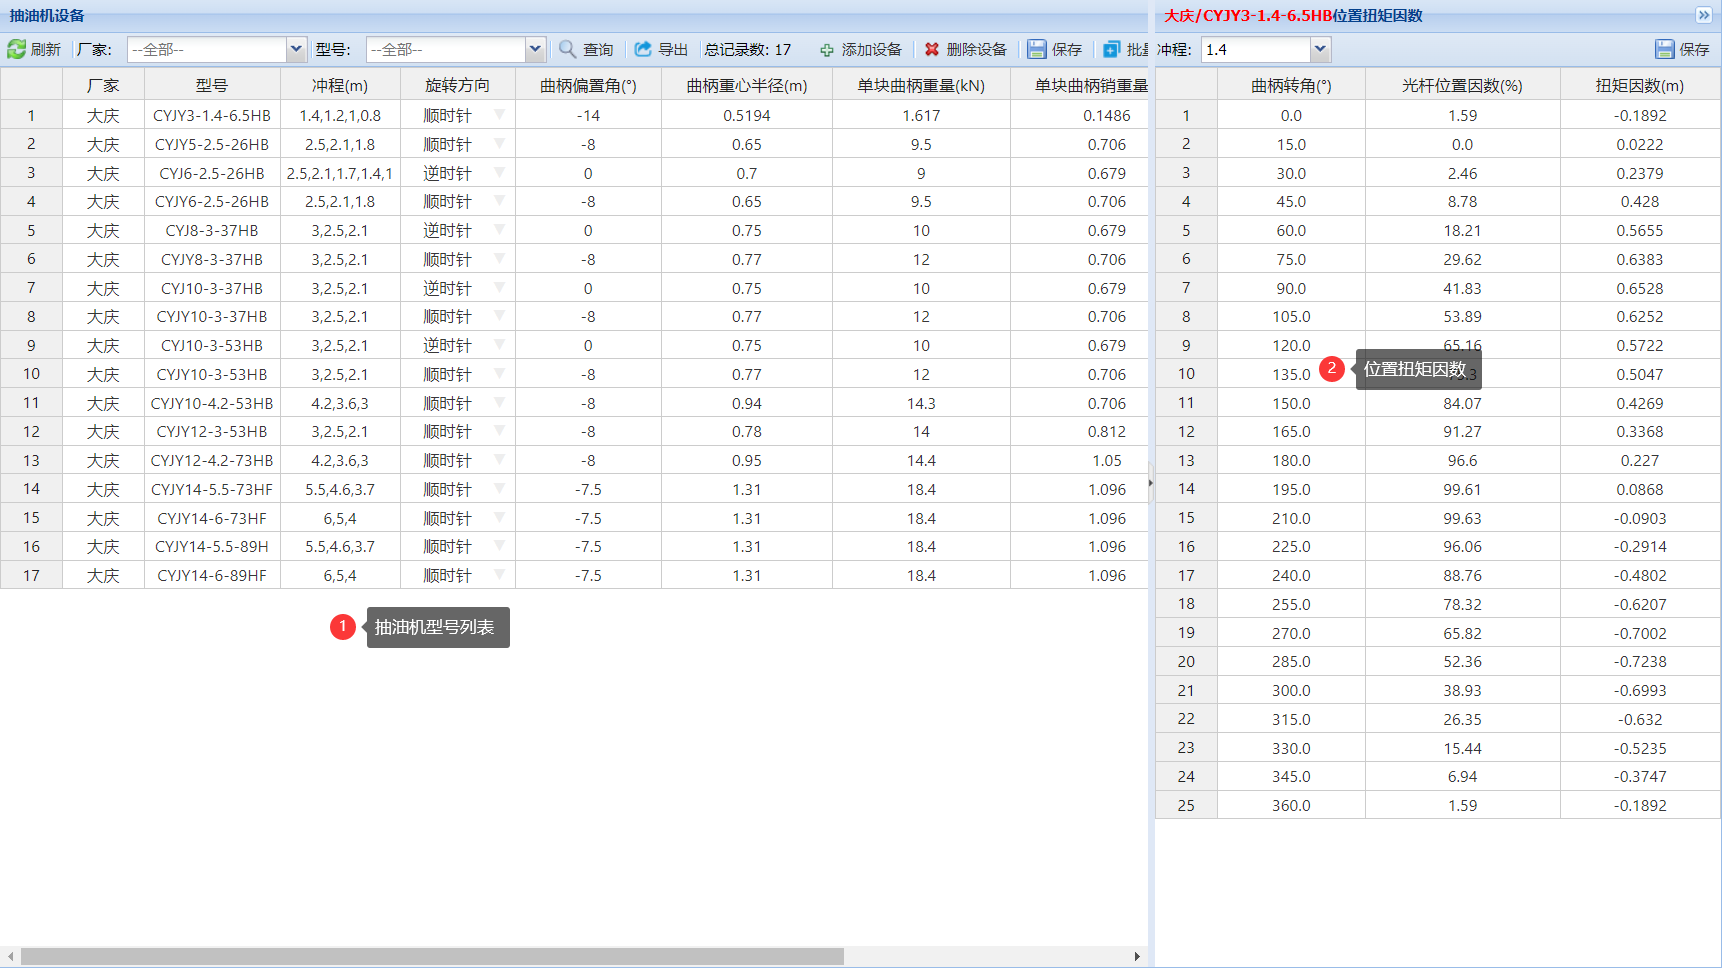 抽油机设备
刷新 厂家: --全部-- 型号: --全部-- 查询 导出 总记录数: 17 添加设备 删除设备 保存
厂家 型号 冲程(m) 旋转方向 曲柄偏置角(°) 曲柄重心半径(m) 单块曲柄重量(kN) 单块曲柄销重量
1 大庆 CYJY3-1.4-6.5HB 1.4,1.2,1,0.8 顺时针 -14 0.5194 1.617 0.1486
2 大庆 CYJY5-2.5-26HB 2.5,2.1,1.8 顺时针 -8 0.65 9.5 0.706
3 大庆 CYJ6-2.5-26HB 2.5,2.1,1.7,1.4,1 逆时针 0 0.7 9 0.679
4 大庆 CYJY6-2.5-26HB 2.5,2.1,1.8 顺时针 -8 0.65 9.5 0.706
5 大庆 CYJ8-3-37HB 3,2.5,2.1 逆时针 0 0.75 10 0.679
6 大庆 CYJY8-3-37HB 3,2.5,2.1 顺时针 -8 0.77 12 0.706
7 大庆 CYJ10-3-37HB 3,2.5,2.1 逆时针 0 0.75 10 0.679
8 大庆 CYJY10-3-37HB 3,2.5,2.1 顺时针 -8 0.77 12 0.706
9 大庆 CYJ10-3-53HB 3,2.5,2.1 逆时针 0 0.75 10 0.679
10 大庆 CYJY10-3-53HB 3,2.5,2.1 顺时针 -8 0.77 12 0.706
11 大庆 CYJY10-4.2-53HB 4.2,3.6,3 顺时针 -8 0.94 14.3 0.706
12 大庆 CYJY12-3-53HB 3,2.5,2.1 顺时针 -8 0.78 14 0.812
13 大庆 CYJY12-4.2-73HB 4.2,3.6,3 顺时针 -8 0.95 14.4 1.05
14 大庆 CYJY14-5.5-73HF 5.5,4.6,3.7 顺时针 -7.5 1.31 18.4 1.096
15 大庆 CYJY14-6-73HF 6,5,4 顺时针 -7.5 1.31 18.4 1.096
16 大庆 CYJY14-5.5-89H 5.5,4.6,3.7 顺时针 -7.5 1.31 18.4 1.096
17 大庆 CYJY14-6-89HF 6,5,4 顺时针 -7.5 1.31 18.4 1.096
1 抽油机型号列表
大庆/CYJY3-1.4-6.5HB位置扭矩因数
冲程: 1.4 保存
曲柄转角(°) 光杆位置因数(%) 扭矩因数(m)
1 0.0 1.59 -0.1892
2 15.0 0.0 0.0222
3 30.0 2.46 0.2379
4 45.0 8.78 0.428
5 60.0 18.21 0.5655
6 75.0 29.62 0.6383
7 90.0 41.83 0.6528
8 105.0 53.89 0.6252
9 120.0 65.16 0.5722
2 位置扭矩因数
10 135.0 0.5047
11 150.0 84.07 0.4269
12 165.0 91.27 0.3368
13 180.0 96.6 0.227
14 195.0 99.61 0.0868
15 210.0 99.63 -0.0903
16 225.0 96.06 -0.2914
17 240.0 88.76 -0.4802
18 255.0 78.32 -0.6207
19 270.0 65.82 -0.7002
20 285.0 52.36 -0.7238
21 300.0 38.93 -0.6993
22 315.0 26.35 -0.632
23 330.0 15.44 -0.5235
24 345.0 6.94 -0.3747
25 360.0 1.59 -0.1892